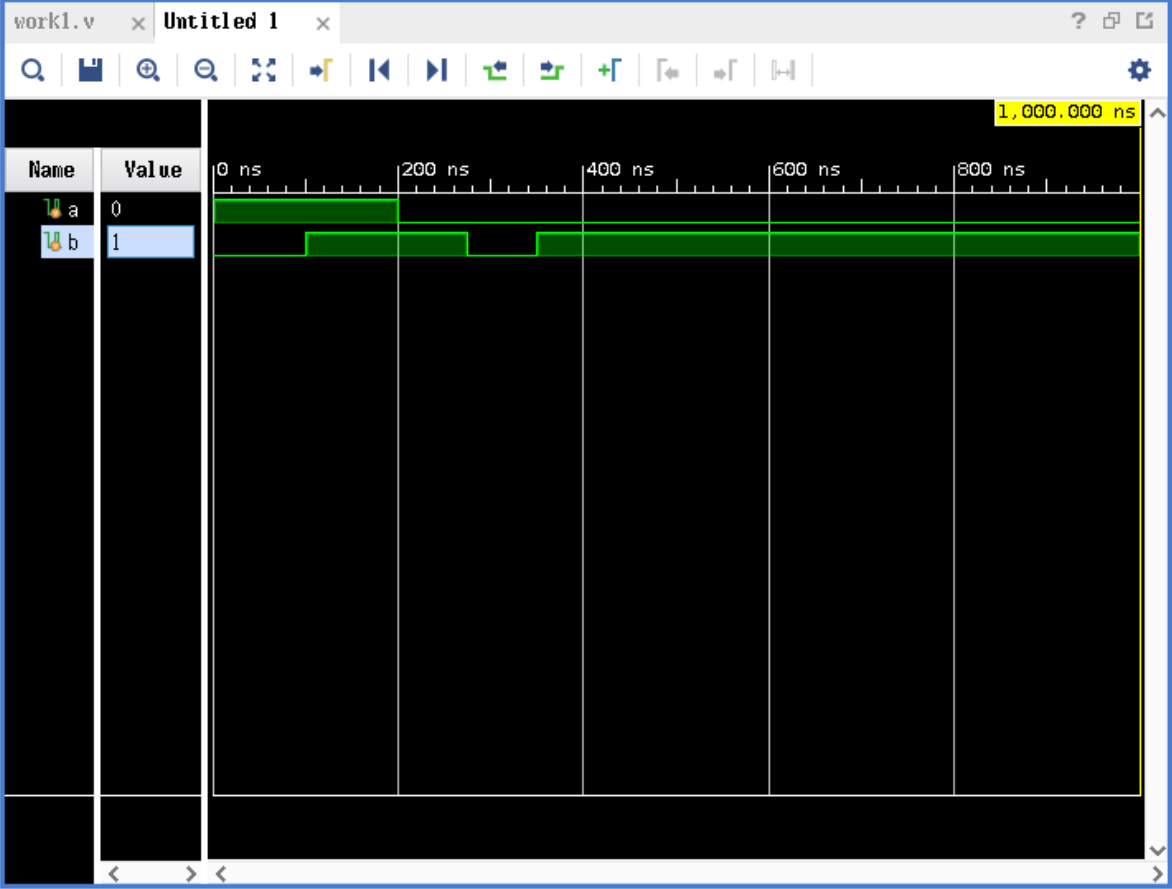 work1.v Untitled 1
1,000.000 ns
Name Value 0 ns 200 ns 400 ns 600 ns 800 ns
a 0
b 1